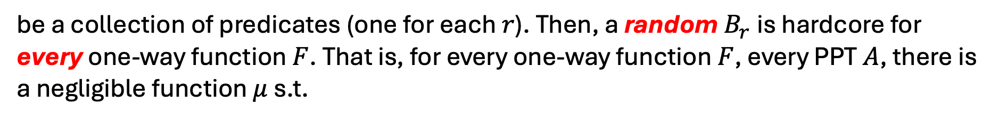 be a collection of predicates (one for each r). Then, a random B_r is hardcore for
every one-way function F. That is, for every one-way function F, every PPT A, there is
a negligible function μ s.t.